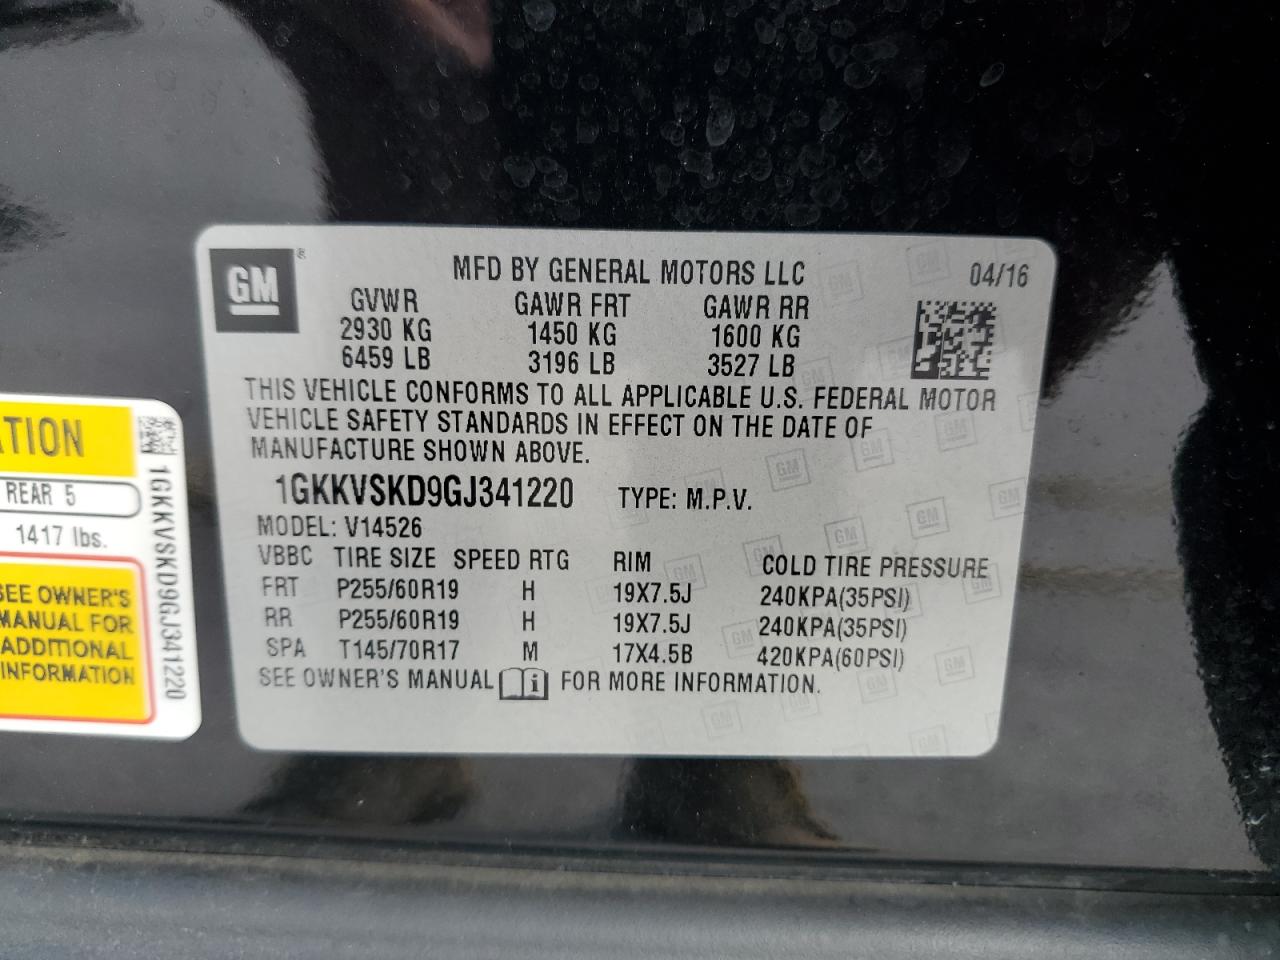 GM ®
MFD BY GENERAL MOTORS LLC 04/16
GVWR GAWR FRT GAWR RR
2930 KG 1450 KG 1600 KG
6459 LB 3196 LB 3527 LB
THIS VEHICLE CONFORMS TO ALL APPLICABLE U.S. FEDERAL MOTOR
VEHICLE SAFETY STANDARDS IN EFFECT ON THE DATE OF
MANUFACTURE SHOWN ABOVE.
1GKKVSKD9GJ341220 TYPE: M.P.V.
MODEL: V14526
VBBC TIRE SIZE SPEED RTG RIM COLD TIRE PRESSURE
FRT P255/60R19 H 19X7.5J 240KPA(35PSI)
RR P255/60R19 H 19X7.5J 240KPA(35PSI)
SPA T145/70R17 M 17X4.5B 420KPA(60PSI)
SEE OWNER'S MANUAL i FOR MORE INFORMATION.
ATION
REAR 5
1417 lbs.
SEE OWNER'S
MANUAL FOR
ADDITIONAL
INFORMATION
1GKKVSKD9GJ341220